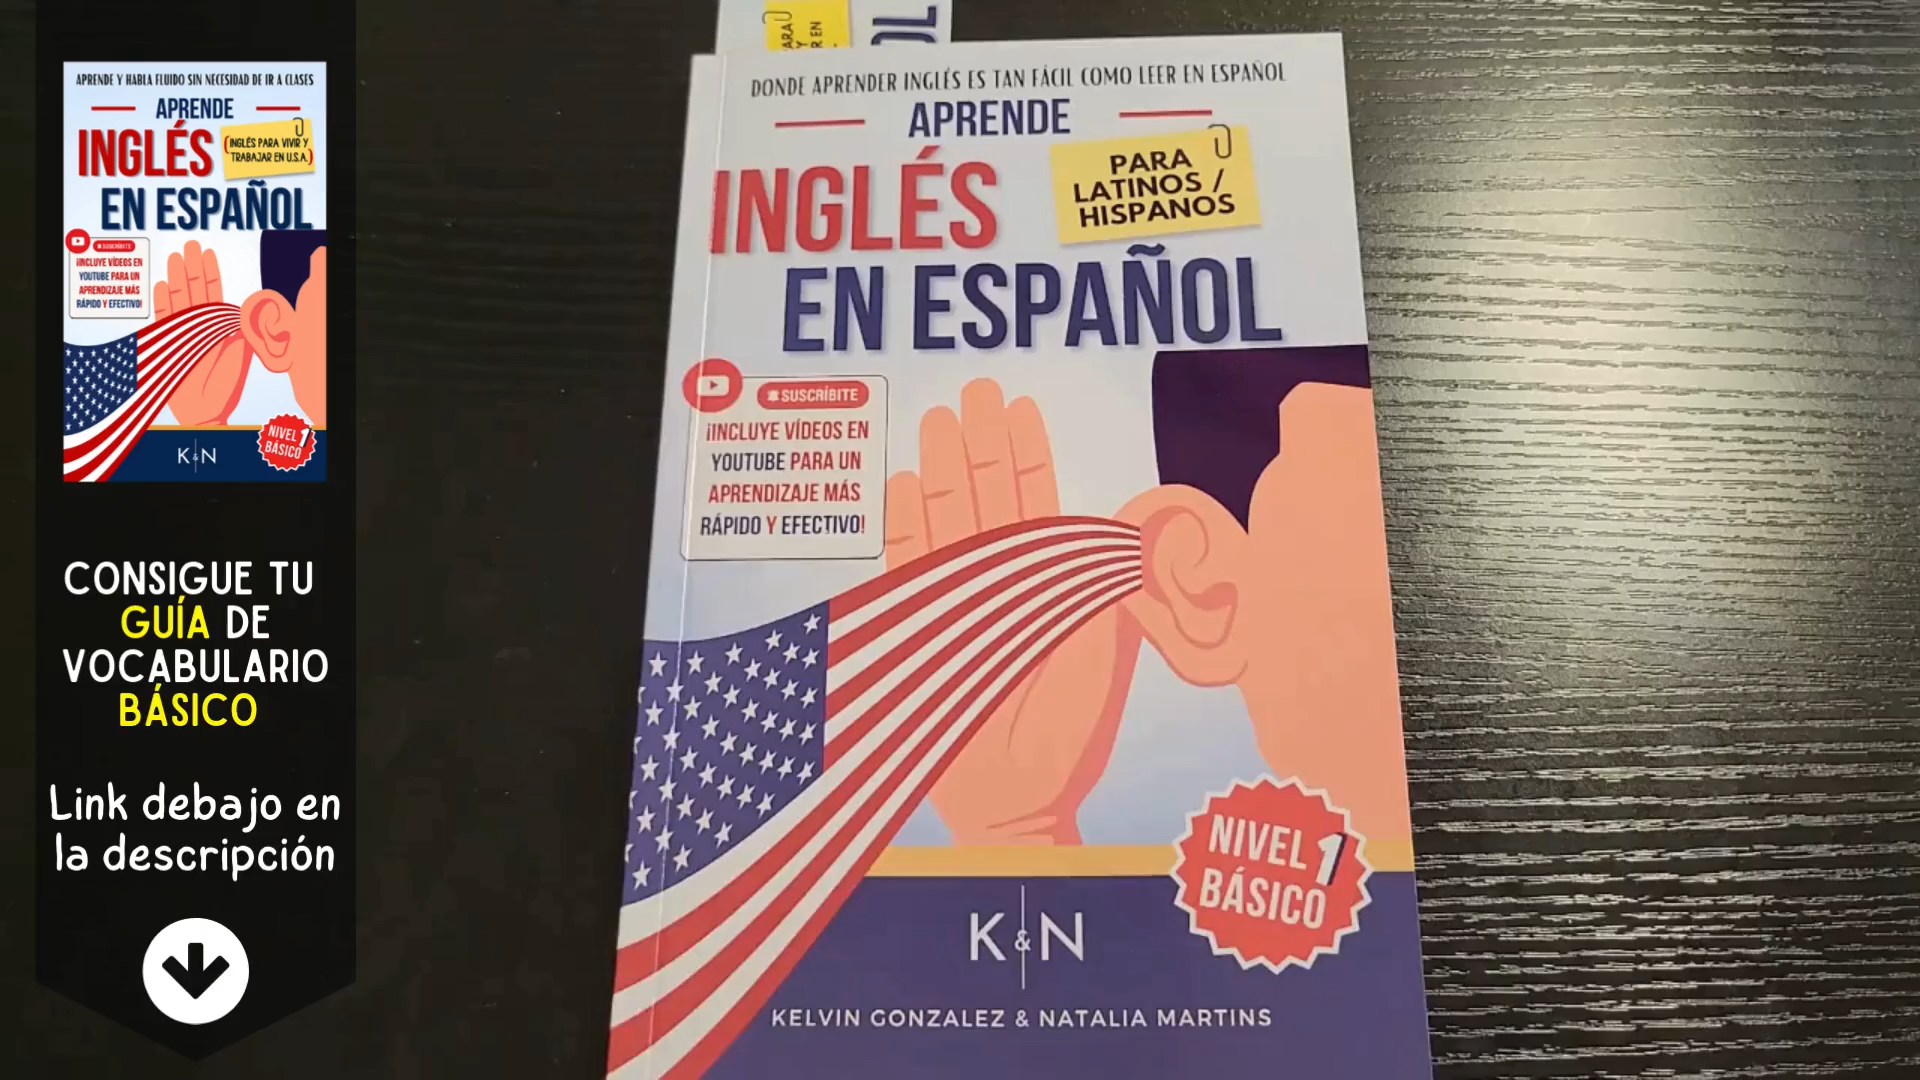 APRENDE Y HABLA FLUIDO SIN NECESIDAD DE IR A CLASES
APRENDE
INGLÉS
(INGLÉS PARA VIVIR Y
TRABAJAR EN U.S.A.)
EN ESPAÑOL
SUSCRÍBITE
¡INCLUYE VÍDEOS EN
YOUTUBE PARA UN
APRENDIZAJE MÁS
RÁPIDO Y EFECTIVO!
NIVEL 1
BÁSICO
K&N
CONSIGUE TU
GUÍA DE
VOCABULARIO
BÁSICO
Link debajo en
la descripción
DONDE APRENDER INGLÉS ES TAN FÁCIL COMO LEER EN ESPAÑOL
APRENDE
INGLÉS
PARA
LATINOS /
HISPANOS
EN ESPAÑOL
SUSCRÍBITE
¡INCLUYE VÍDEOS EN
YOUTUBE PARA UN
APRENDIZAJE MÁS
RÁPIDO Y EFECTIVO!
NIVEL 1
BÁSICO
K&N
KELVIN GONZALEZ & NATALIA MARTINS